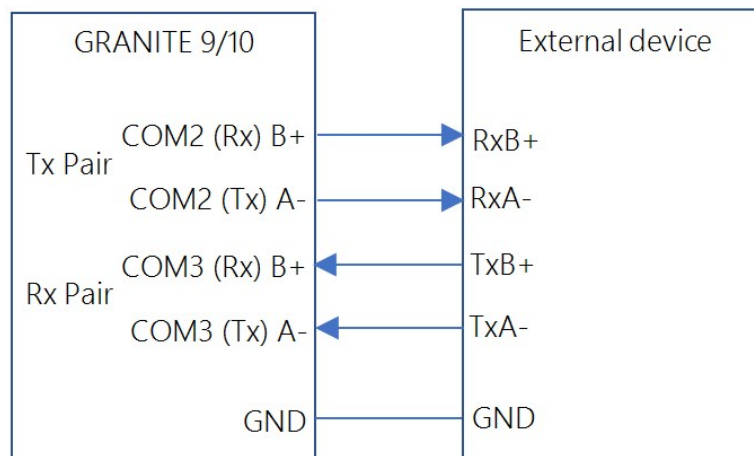 GRANITE 9/10
External device
Tx Pair
COM2 (Rx) B+
RxB+
COM2 (Tx) A-
RxA-
Rx Pair
COM3 (Rx) B+
TxB+
COM3 (Tx) A-
TxA-
GND
GND